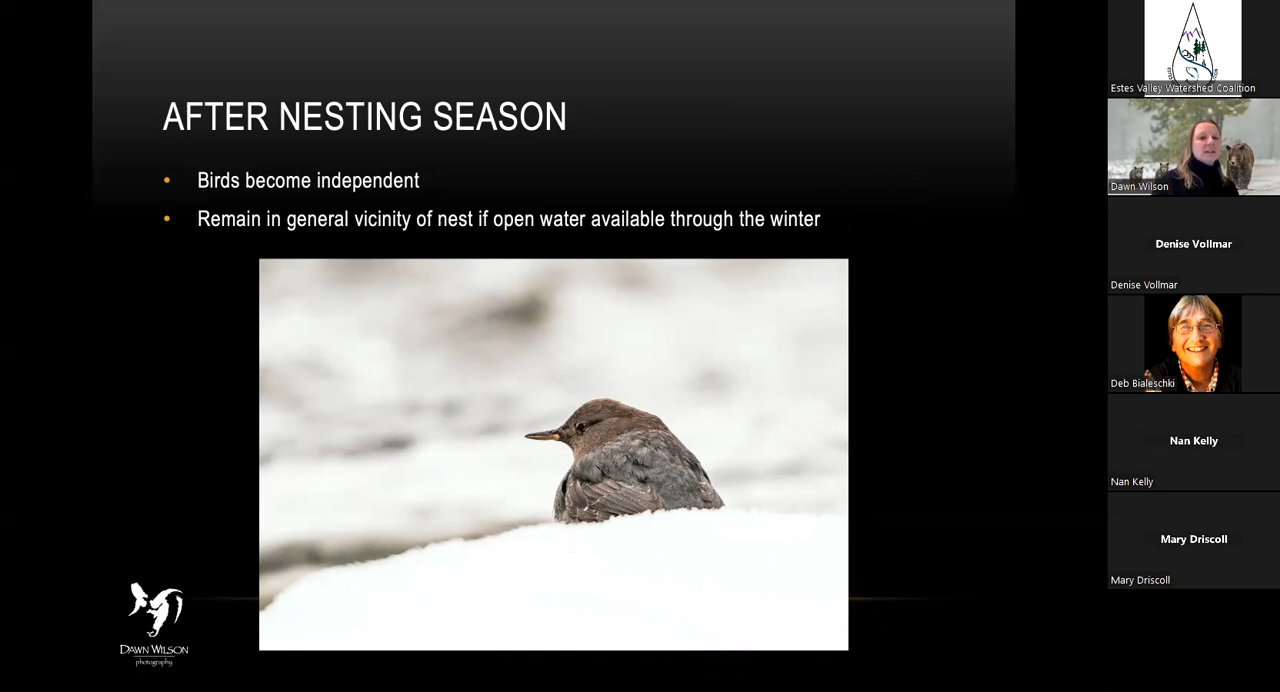 AFTER NESTING SEASON
• Birds become independent
• Remain in general vicinity of nest if open water available through the winter
DAWN WILSON
photography
Estes Valley Watershed Coalition
Dawn Wilson
Denise Vollmar
Denise Vollmar
Deb Bialeschki
Nan Kelly
Nan Kelly
Mary Driscoll
Mary Driscoll